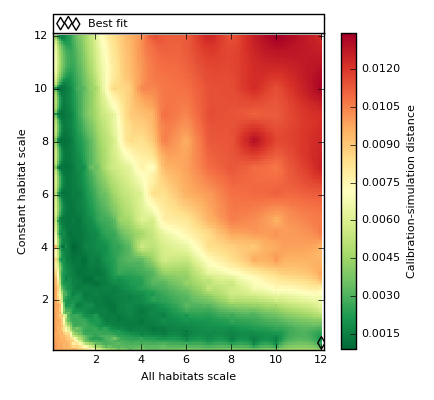 Best fit
12
10
8
6
4
2
Constant habitat scale
2 4 6 8 10 12
All habitats scale
0.0120
0.0105
0.0090
0.0075
0.0060
0.0045
0.0030
0.0015
Calibration-simulation distance